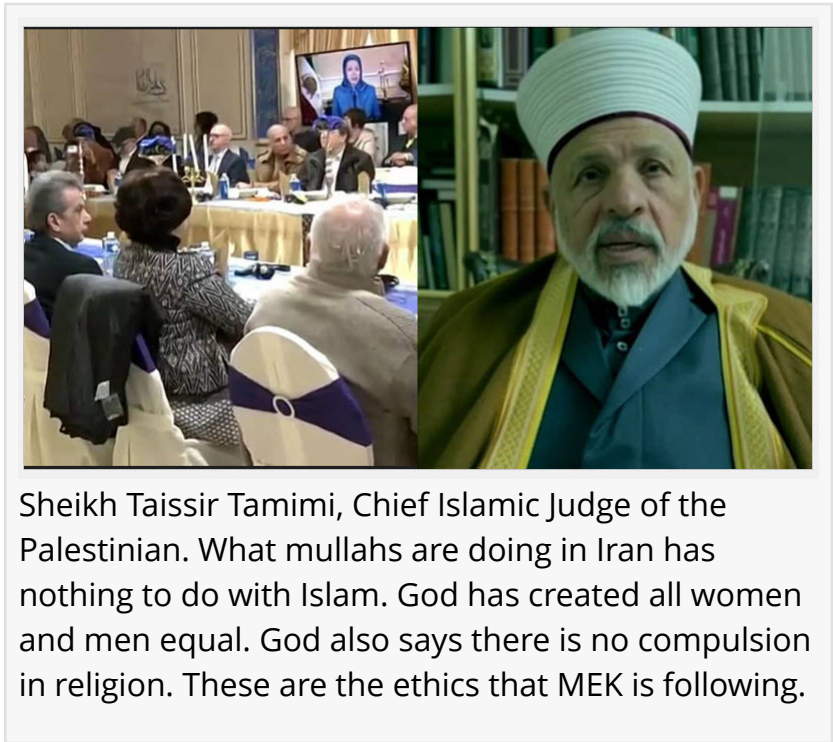 Sheikh Taissir Tamimi, Chief Islamic Judge of the
Palestinian. What mullahs are doing in Iran has
nothing to do with Islam. God has created all women
and men equal. God also says there is no compulsion
in religion. These are the ethics that MEK is following.